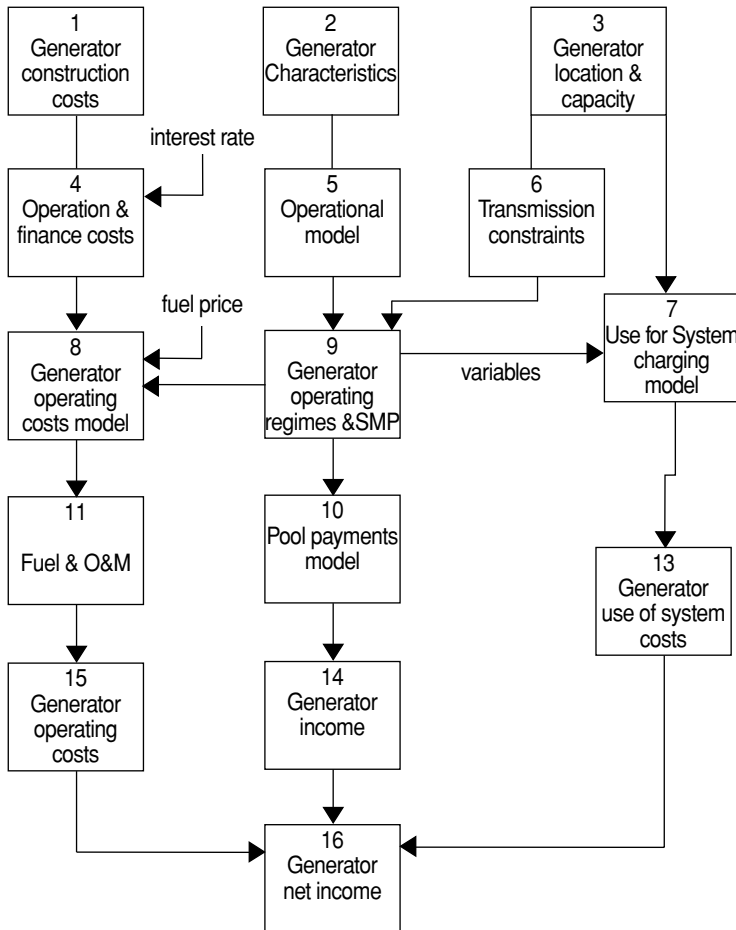 1
Generator
construction
costs
2
Generator
Characteristics
3
Generator
location &
capacity
interest rate
4
Operation &
finance costs
5
Operational
model
6
Transmission
constraints
fuel price
7
Use for System
charging
model
8
Generator
operating
costs model
9
Generator
operating
regimes &SMP
variables
11
Fuel & O&M
10
Pool payments
model
13
Generator
use of system
costs
15
Generator
operating
costs
14
Generator
income
16
Generator
net income